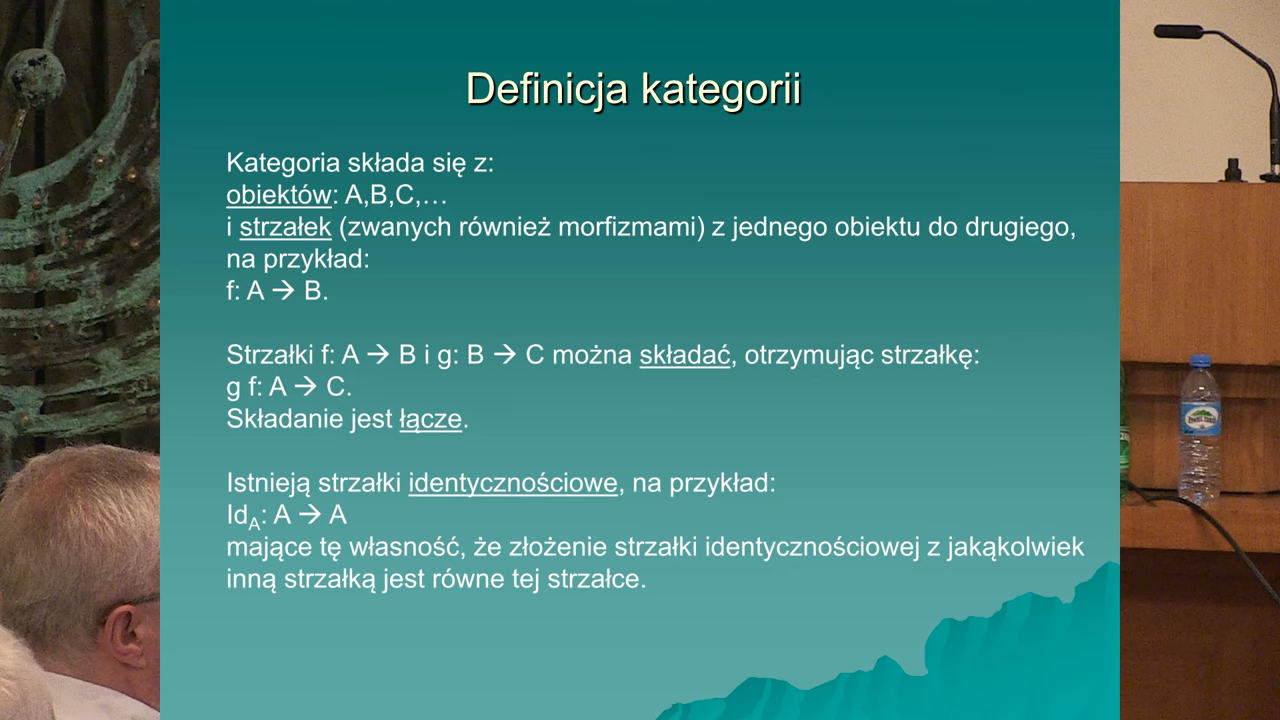 Definicja kategorii
Kategoria składa się z:
obiektów: A,B,C,…
i strzałek (zwanych również morfizmami) z jednego obiektu do drugiego,
na przykład:
f: A → B.
Strzałki f: A → B i g: B → C można składać, otrzymując strzałkę:
g f: A → C.
Składanie jest łącze.
Istnieją strzałki identycznościowe, na przykład:
Id_A: A → A
mające tę własność, że złożenie strzałki identycznościowej z jakąkolwiek
inną strzałką jest równe tej strzałce.